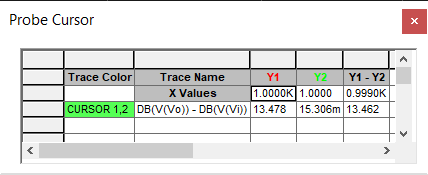 Probe Cursor
Trace Color Trace Name Y1 Y2 Y1 - Y2
X Values 1.0000K 1.0000 0.9990K
CURSOR 1,2 DB(V(Vo)) - DB(V(Vi)) 13.478 15.306m 13.462